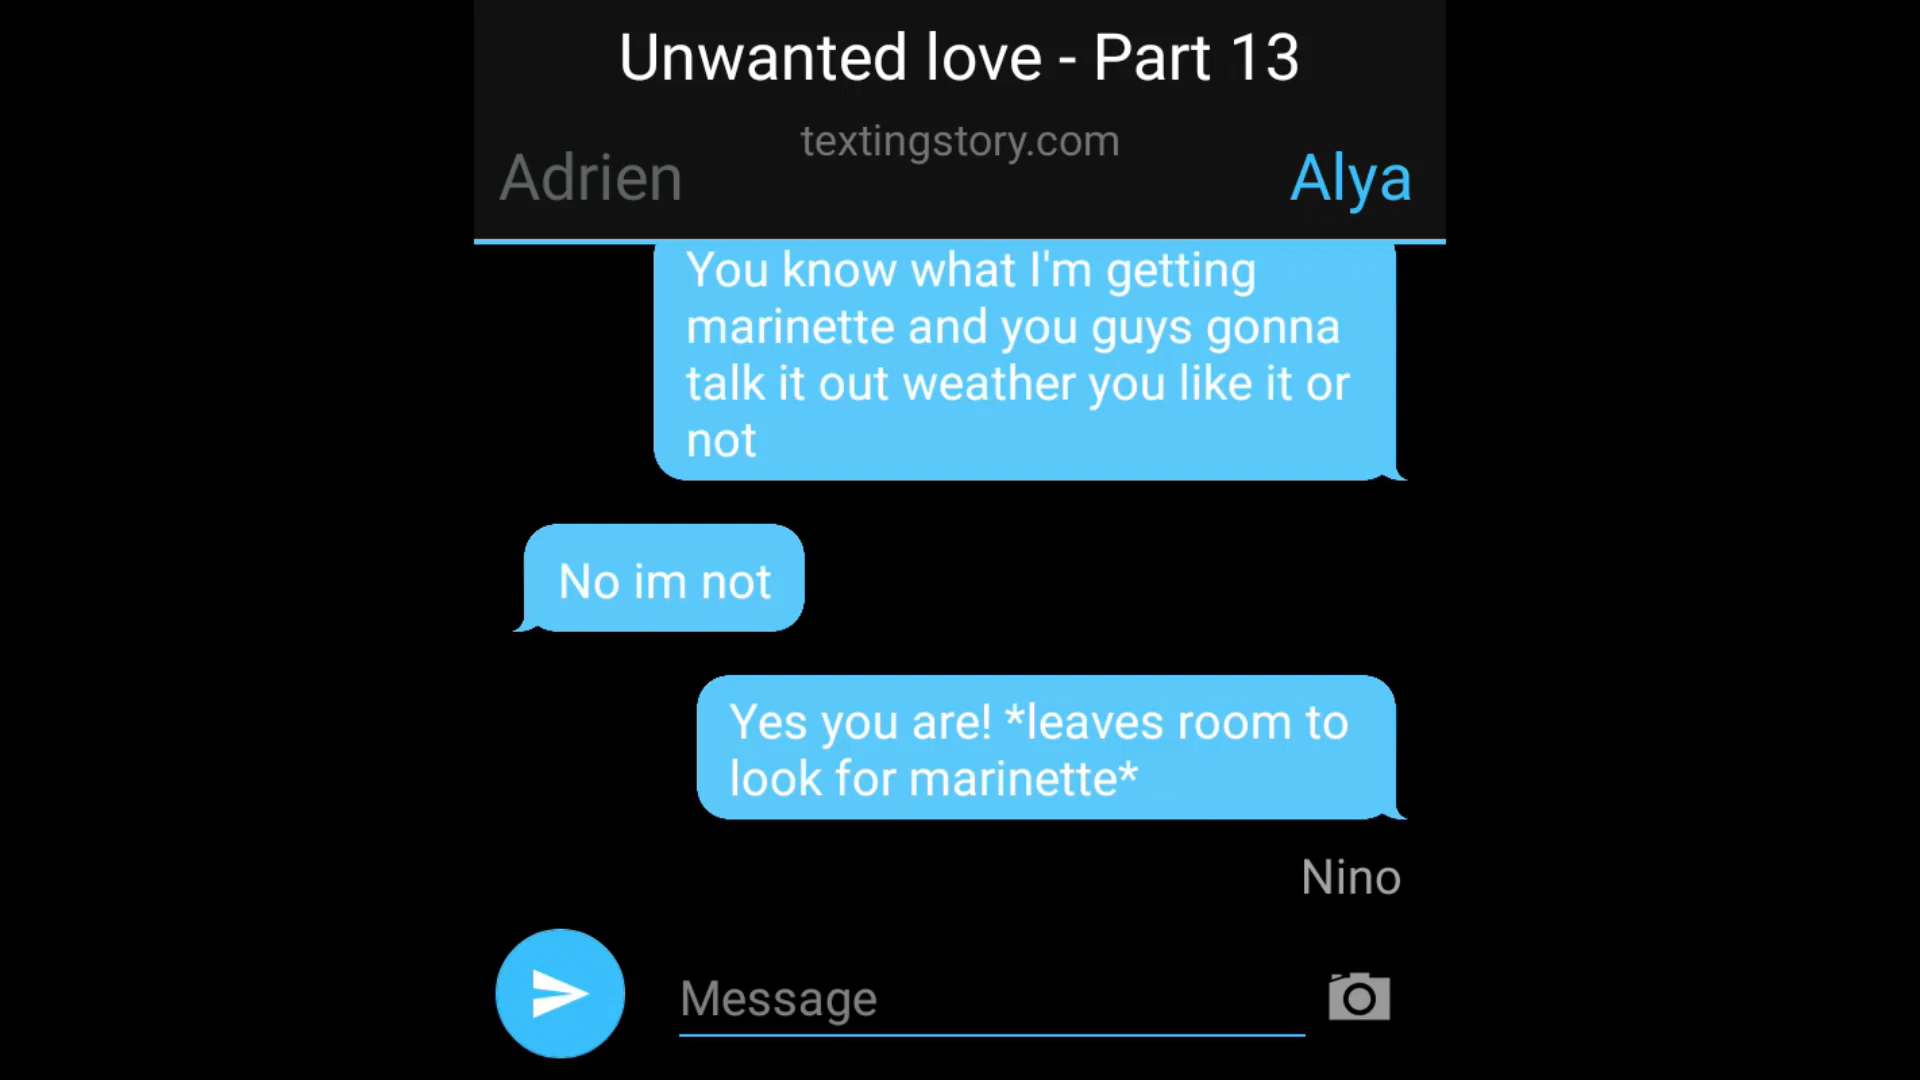 Unwanted love - Part 13
textingstory.com
Adrien
Alya
You know what I'm getting
marinette and you guys gonna
talk it out weather you like it or
not
No im not
Yes you are! *leaves room to
look for marinette*
Nino
Message